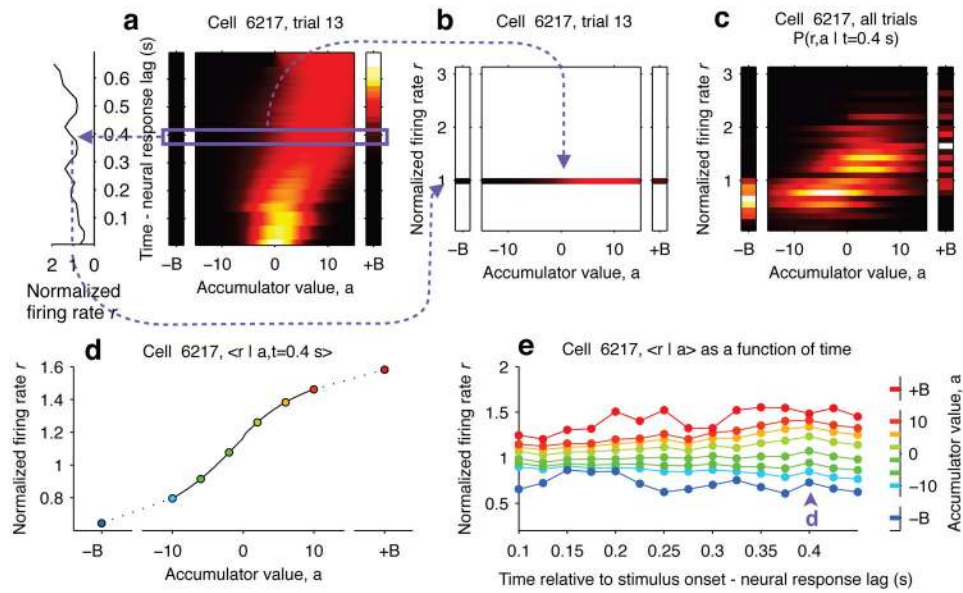 a
Cell 6217, trial 13
Time - neural response lag (s)
0.6
0.5
0.4
0.3
0.2
0.1
2 1 0
Normalized
firing rate r
−B −10 0 10 +B
Accumulator value, a
b
Cell 6217, trial 13
Normalized firing rate r
3
2
1
−B −10 0 10 +B
Accumulator value, a
c
Cell 6217, all trials
P(r,a | t=0.4 s)
Normalized firing rate r
3
2
1
−B −10 0 10 +B
Accumulator value, a
d
Cell 6217, <r | a,t=0.4 s>
Normalized firing rate r
1.6
1.4
1.2
1.0
0.8
−B −10 0 10 +B
Accumulator value, a
e
Cell 6217, <r | a> as a function of time
Normalized firing rate r
2
1.5
1
0.5
d
0.1 0.15 0.2 0.25 0.3 0.35 0.4
Time relative to stimulus onset - neural response lag (s)
+B
10
0
−10
−B
Accumulator value, a